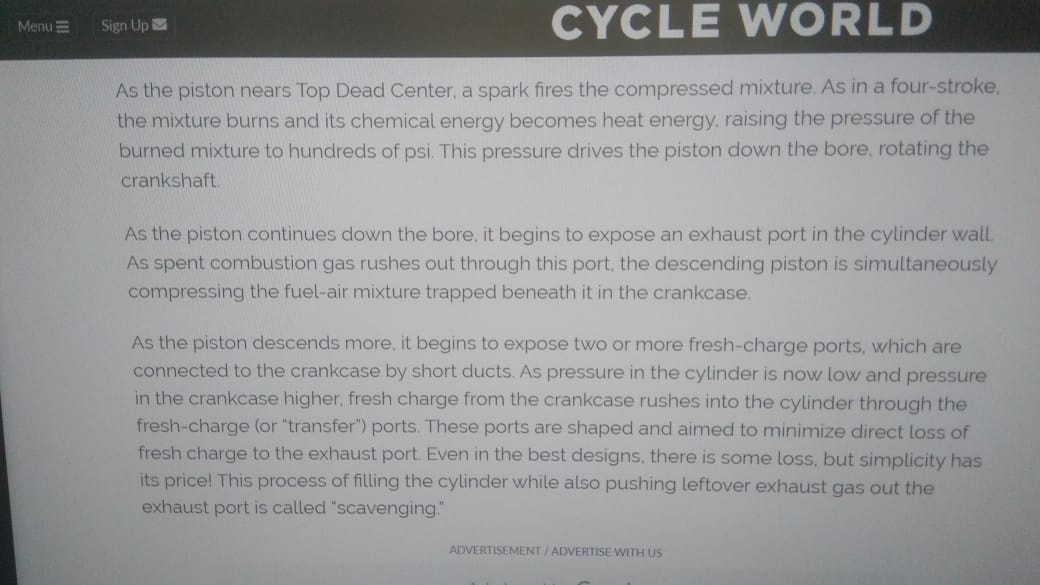 Menu Sign Up CYCLE WORLD
As the piston nears Top Dead Center, a spark fires the compressed mixture. As in a four-stroke,
the mixture burns and its chemical energy becomes heat energy, raising the pressure of the
burned mixture to hundreds of psi. This pressure drives the piston down the bore, rotating the
crankshaft.
As the piston continues down the bore, it begins to expose an exhaust port in the cylinder wall.
As spent combustion gas rushes out through this port, the descending piston is simultaneously
compressing the fuel-air mixture trapped beneath it in the crankcase.
As the piston descends more, it begins to expose two or more fresh-charge ports, which are
connected to the crankcase by short ducts. As pressure in the cylinder is now low and pressure
in the crankcase higher, fresh charge from the crankcase rushes into the cylinder through the
fresh-charge (or “transfer”) ports. These ports are shaped and aimed to minimize direct loss of
fresh charge to the exhaust port. Even in the best designs, there is some loss, but simplicity has
its price! This process of filling the cylinder while also pushing leftover exhaust gas out the
exhaust port is called “scavenging.”
ADVERTISEMENT / ADVERTISE WITH US